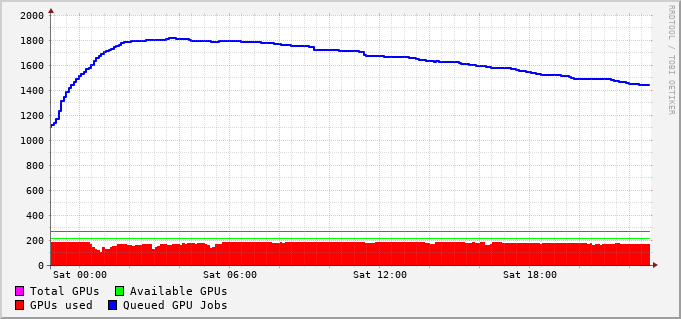 2000
1800
1600
1400
1200
1000
800
600
400
200
0
Sat 00:00 Sat 06:00 Sat 12:00 Sat 18:00
Total GPUs Available GPUs
GPUs used Queued GPU Jobs
RRDTOOL / TOBI OETIKER